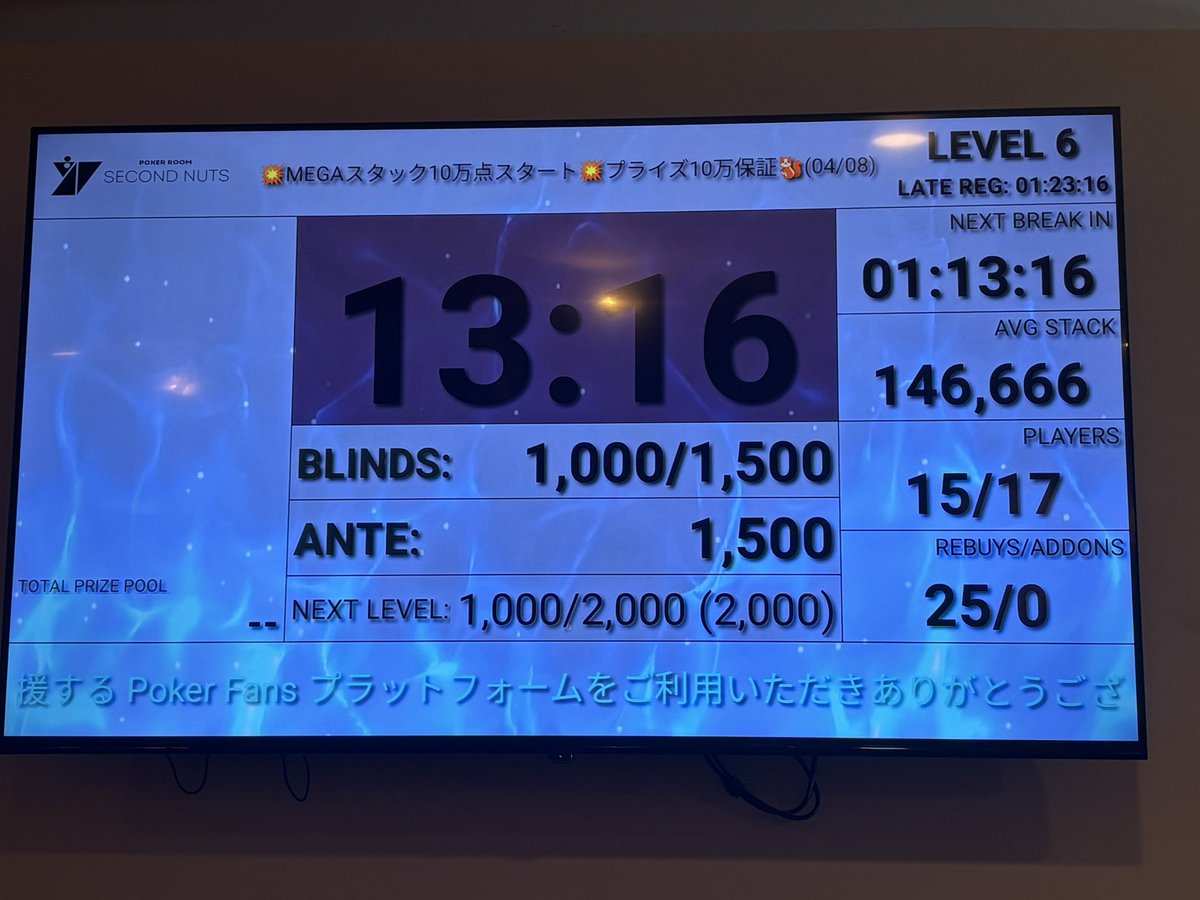 POKER ROOM
SECOND NUTS
💥MEGAスタック10万点スタート💥プライズ10万保証🐿️(04/08)
LEVEL 6
LATE REG: 01:23:16
NEXT BREAK IN
01:13:16
13:16
AVG STACK
146,666
BLINDS: 1,000/1,500
PLAYERS
15/17
ANTE: 1,500
REBUYS/ADDONS
25/0
TOTAL PRIZE POOL
--
NEXT LEVEL: 1,000/2,000 (2,000)
援する Poker Fans プラットフォームをご利用いただきありがとうござ